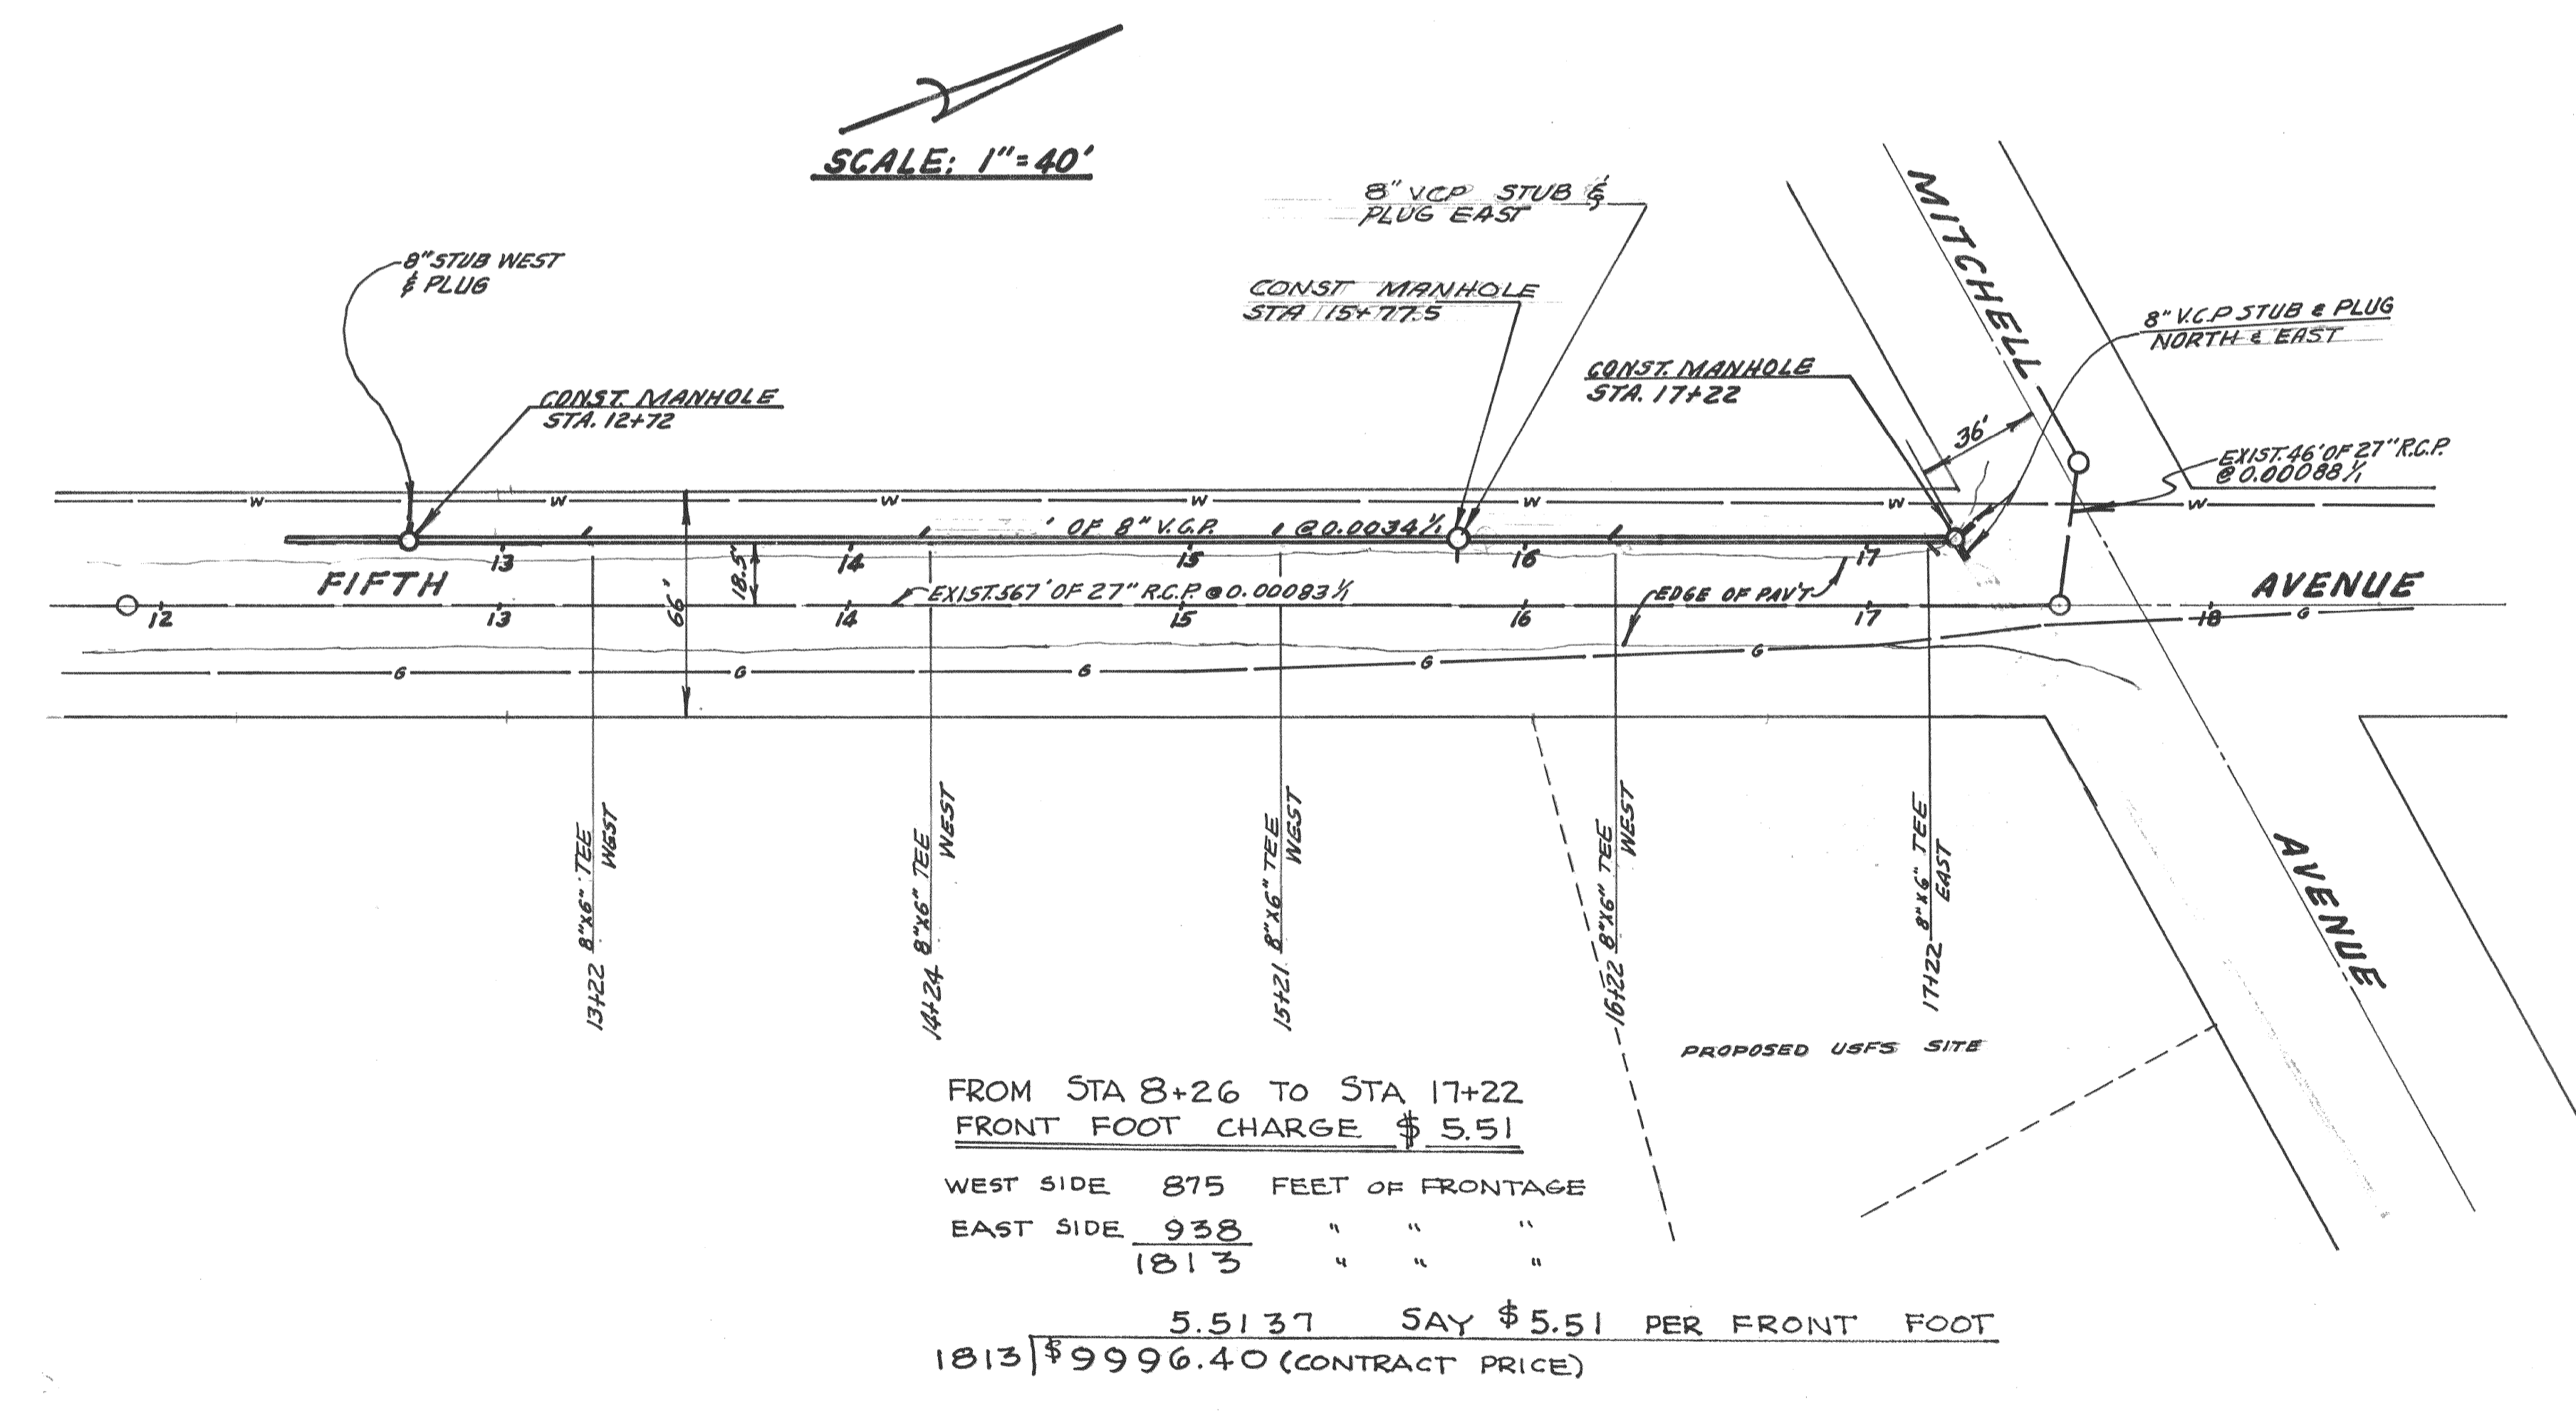 SCALE: 1"=40'
8" V.C.P STUB &
PLUG EAST
8" STUB WEST
& PLUG
CONST MANHOLE
STA 15+77.5
MITCHELL
8" V.C.P STUB & PLUG
NORTH & EAST
CONST. MANHOLE
STA. 17+22
CONST. MANHOLE
STA. 12+72
36'
EXIST. 46' OF 27" R.C.P.
@ 0.00088 1/1
W W W W W W W
' OF 8" V.C.P. @ 0.0034 1/1
13 14 15 16 17
FIFTH
18.5'
66'
EXIST. 567' OF 27" R.C.P. @ 0.00083 1/1
EDGE OF PAV'T
AVENUE
12 13 14 15 16 17 18
G G G G G G
13+22 8"X6" TEE
WEST
14+24 8"X6" TEE
WEST
15+21 8"X6" TEE
WEST
16+22 8"X6" TEE
WEST
17+22 8"X6" TEE
EAST
AVENUE
PROPOSED USFS SITE
FROM STA 8+26 TO STA 17+22
FRONT FOOT CHARGE $ 5.51
WEST SIDE 875 FEET OF FRONTAGE
EAST SIDE 938 " " "
1813 " " "
5.5137 SAY $5.51 PER FRONT FOOT
1813 $9996.40 (CONTRACT PRICE)